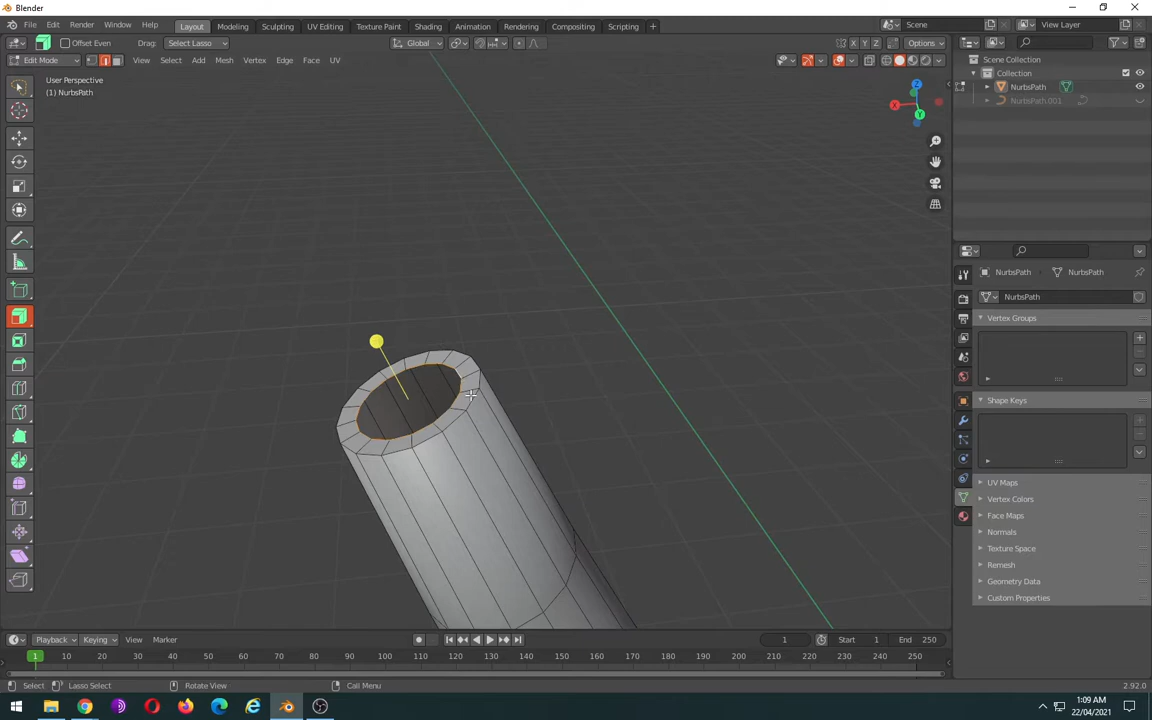 Blender
File Edit Render Window Help Layout Modeling Sculpting UV Editing Texture Paint Shading Animation Rendering Compositing Scripting + Scene View Layer
Offset Even Drag: Select Lasso Global X Y Z Options
Edit Mode View Select Add Mesh Vertex Edge Face UV
User Perspective
(1) NurbsPath
X Y Z
Scene Collection
Collection
NurbsPath
NurbsPath.001
NurbsPath NurbsPath
NurbsPath
Vertex Groups
Shape Keys
UV Maps
Vertex Colors
Face Maps
Normals
Texture Space
Remesh
Geometry Data
Custom Properties
Playback Keying View Marker 1 Start 1 End 250
1 10 20 30 40 50 60 70 80 90 100 110 120 130 140 150 160 170 180 190 200 210 220 230 240 250
Select Lasso Select Rotate View Call Menu 2.92.0
1:09 AM
22/04/2021